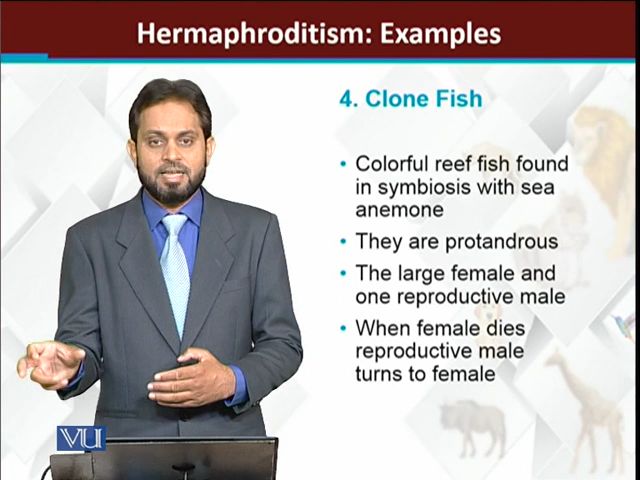 Hermaphroditism: Examples
4. Clone Fish
• Colorful reef fish found
in symbiosis with sea
anemone
• They are protandrous
• The large female and
one reproductive male
• When female dies
reproductive male
turns to female
VU